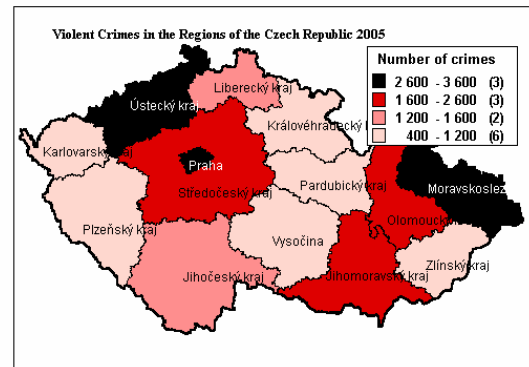 Violent Crimes in the Regions of the Czech Republic 2005
Number of crimes
2 600 - 3 600 (3)
1 600 - 2 600 (3)
1 200 - 1 600 (2)
400 - 1 200 (6)
Liberecký kraj
Ústecký kraj
Královéhradecký
Karlovarský kraj
Praha
Středočeský kraj
Pardubický kraj
Moravskoslez
Olomoucký
Plzeňský kraj
Vysočina
Zlínský kraj
Jihočeský kraj
Jihomoravský kraj